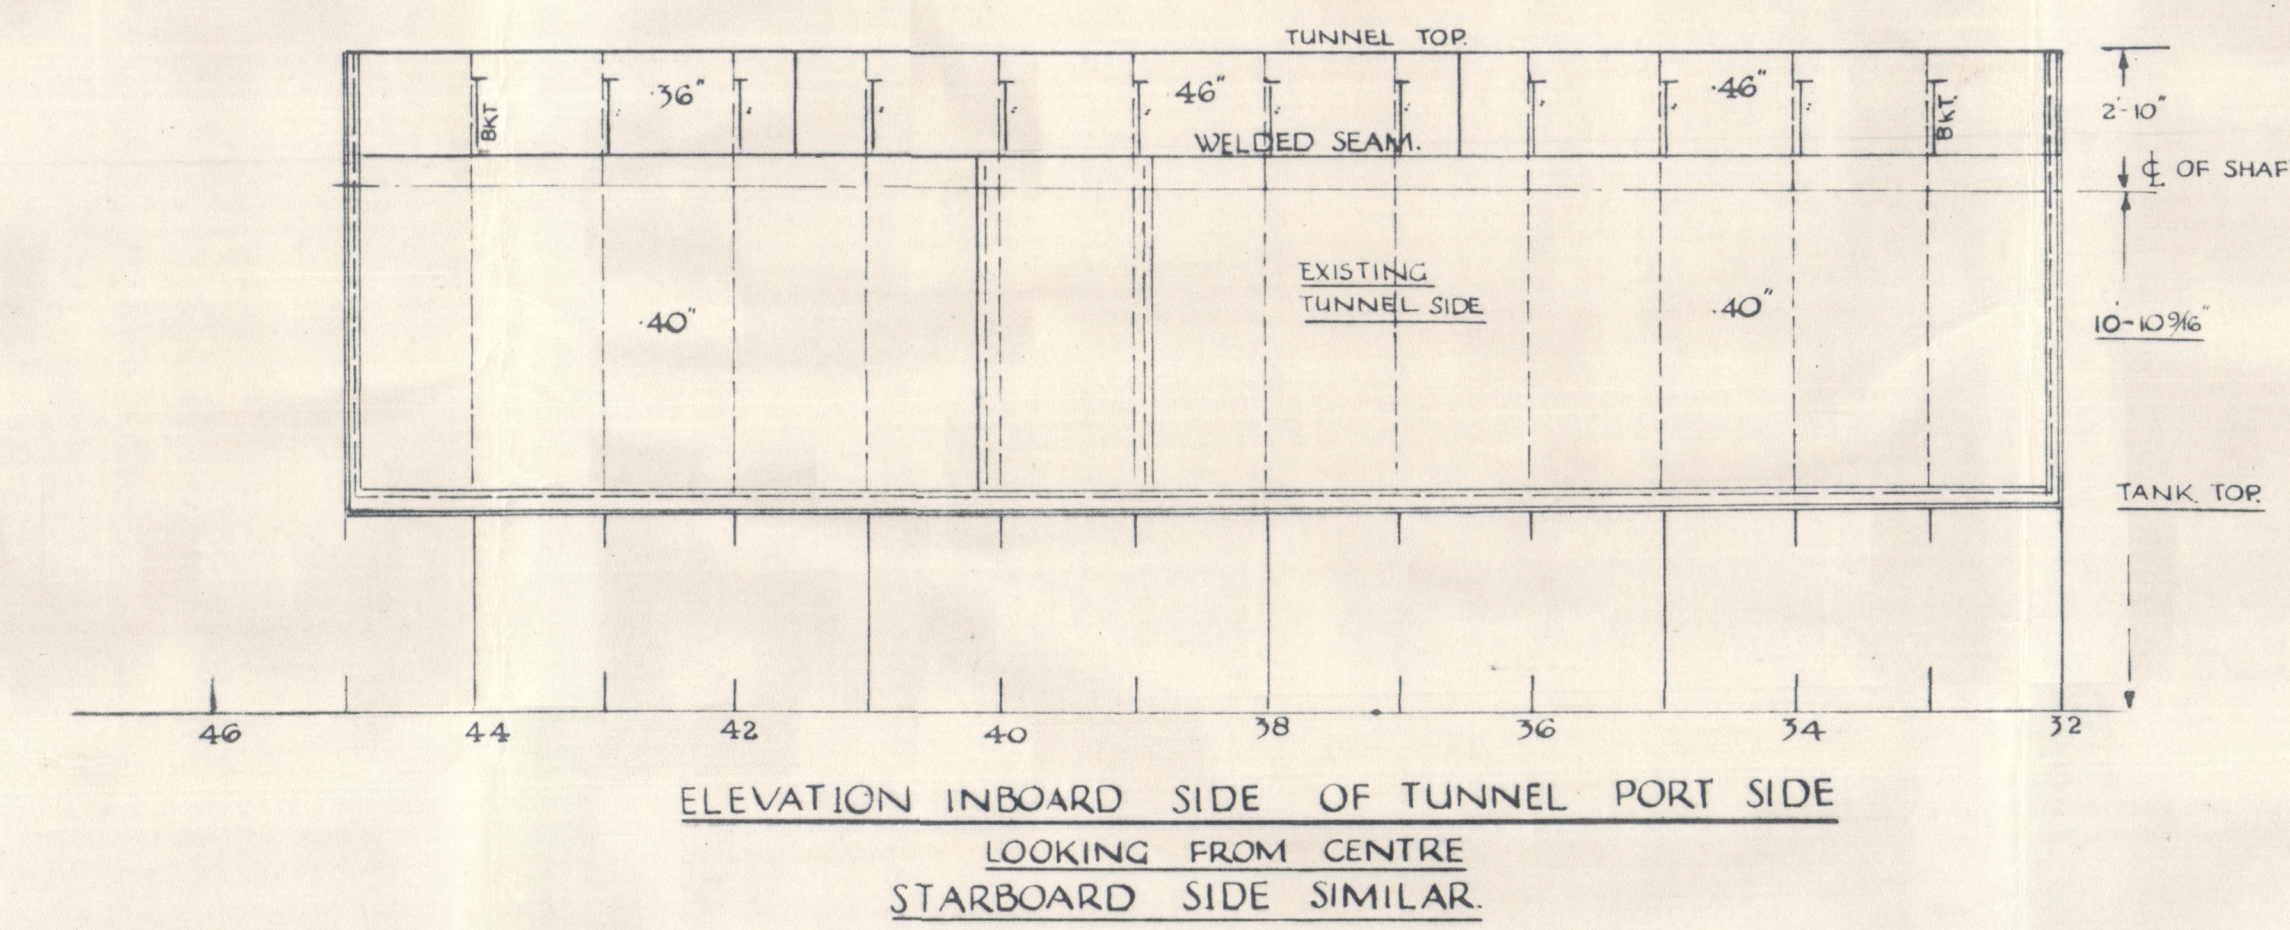 TUNNEL TOP.
·36" ·46" ·46" 2'-10"
BKT BKT.
WELDED SEAM.
℄ OF SHAF
EXISTING
TUNNEL SIDE
·40" ·40" 10'-10 9/16"
TANK TOP.
46 44 42 40 38 36 34 32
ELEVATION INBOARD SIDE OF TUNNEL PORT SIDE
LOOKING FROM CENTRE
STARBOARD SIDE SIMILAR.